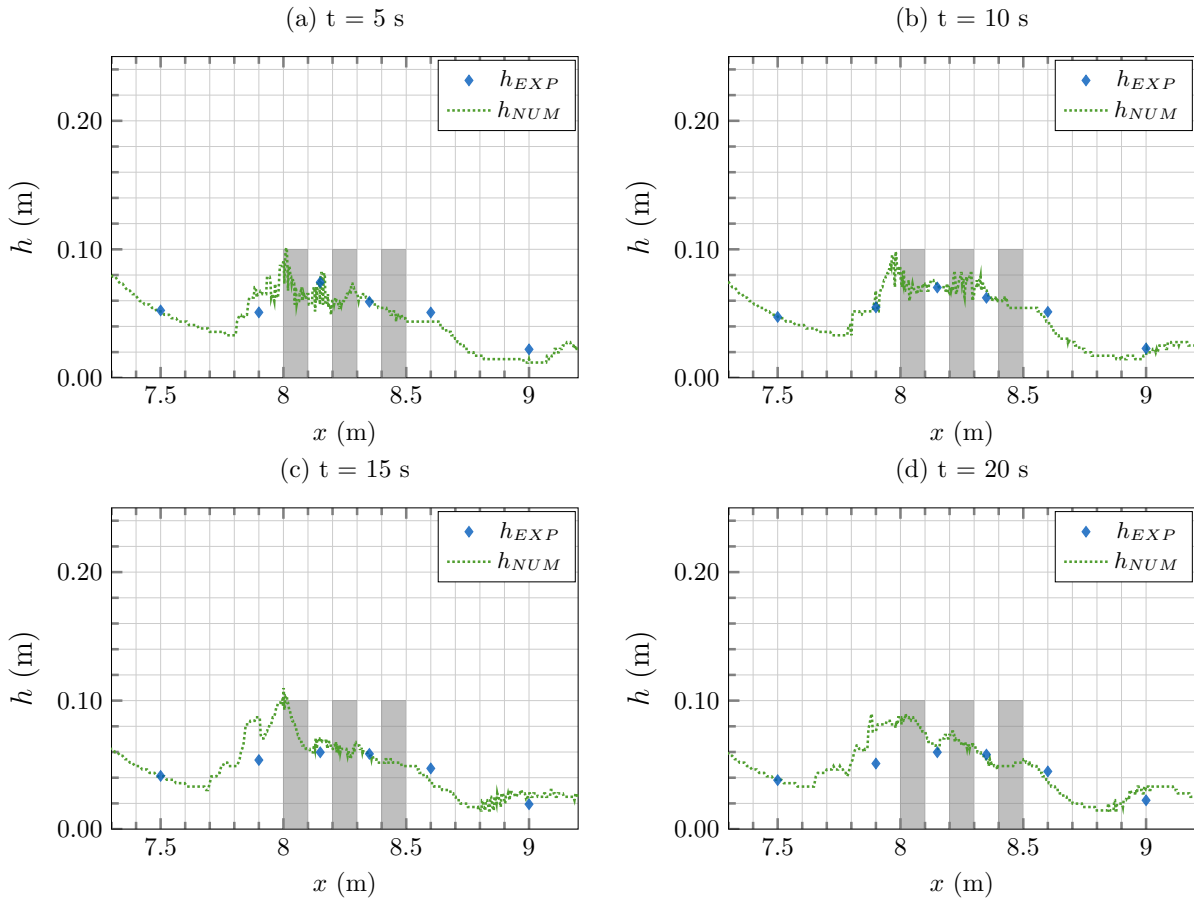 (a) t = 5 s
h_EXP
h_NUM
0.20
0.10
0.00
h (m)
7.5 8 8.5 9
x (m)
(b) t = 10 s
h_EXP
h_NUM
0.20
0.10
0.00
h (m)
7.5 8 8.5 9
x (m)
(c) t = 15 s
h_EXP
h_NUM
0.20
0.10
0.00
h (m)
7.5 8 8.5 9
x (m)
(d) t = 20 s
h_EXP
h_NUM
0.20
0.10
0.00
h (m)
7.5 8 8.5 9
x (m)